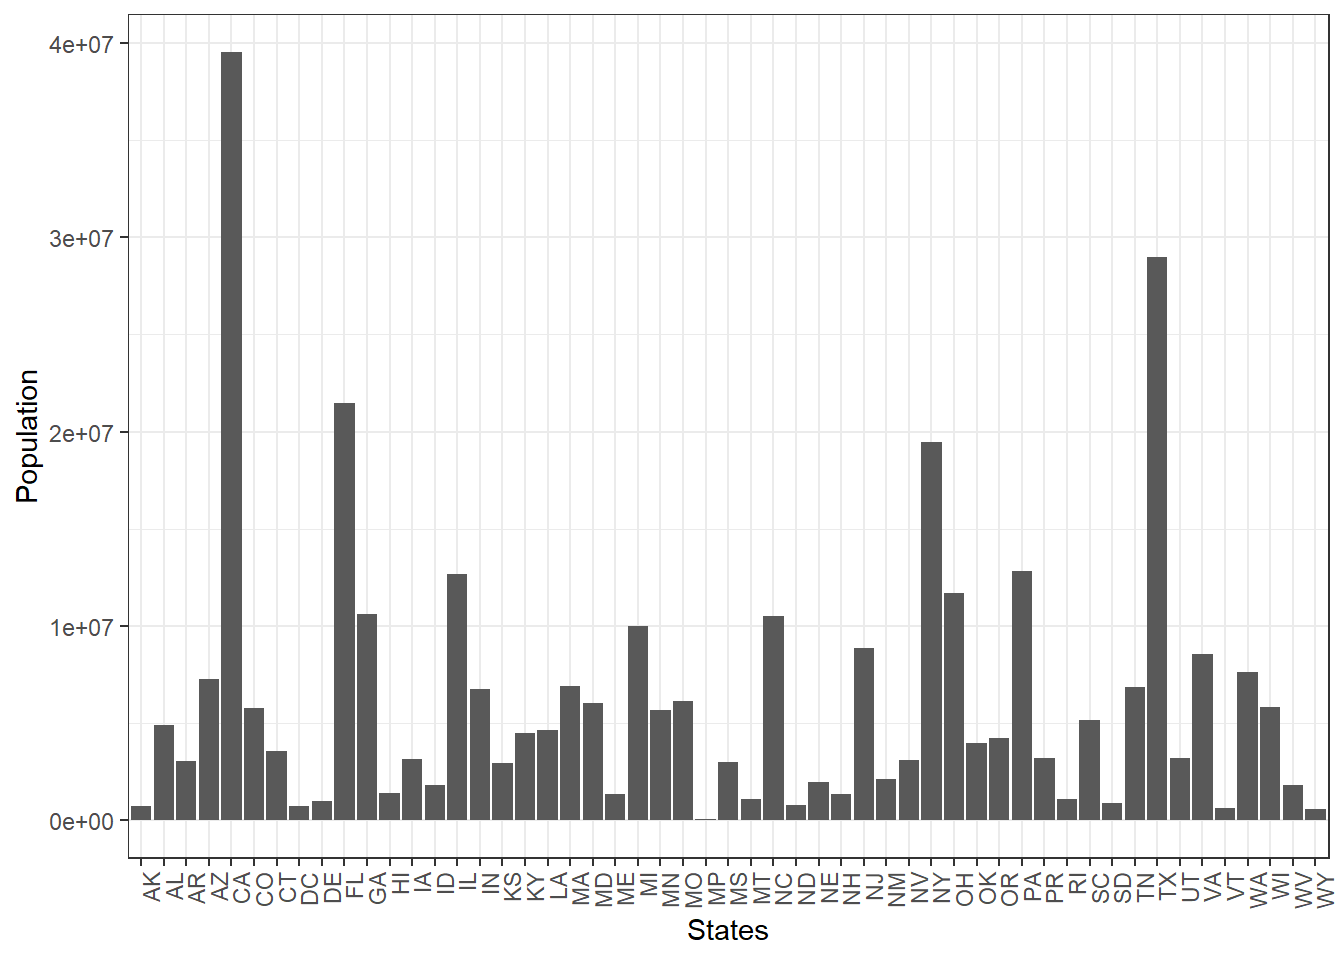 4e+07
3e+07
2e+07
1e+07
0e+00
Population
AK AL AR AZ CA CO CT DC DE FL GA HI IA ID IL IN KS KY LA MA MD ME MI MN MO MP MS MT NC ND NE NH NJ NM NV NY OH OK OR PA PR RI SC SD TN TX UT VA VT WA WI WV WY
States